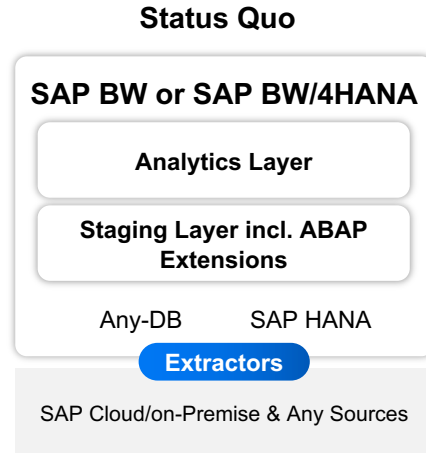 Status Quo
SAP BW or SAP BW/4HANA
Analytics Layer
Staging Layer incl. ABAP
Extensions
Any-DB SAP HANA
Extractors
SAP Cloud/on-Premise & Any Sources